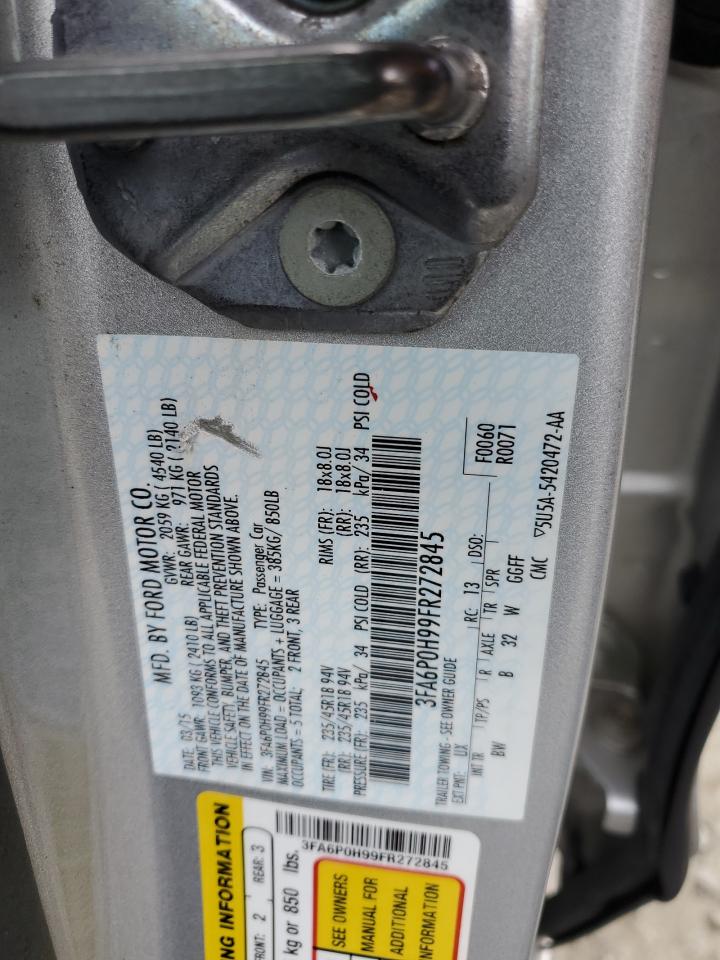 MFD. BY FORD MOTOR CO.
DATE: 03/15 GVWR: 2059 KG ( 4540 LB)
FRONT GAWR: 1093 KG ( 2410 LB) REAR GAWR: 971 KG ( 2140 LB)
THIS VEHICLE CONFORMS TO ALL APPLICABLE FEDERAL MOTOR
VEHICLE SAFETY, BUMPER, AND THEFT PREVENTION STANDARDS
IN EFFECT ON THE DATE OF MANUFACTURE SHOWN ABOVE.
VIN: 3FA6P0H99FR272845 TYPE: Passenger Car
MAXIMUM LOAD = OCCUPANTS + LUGGAGE = 385KG/ 850LB
OCCUPANTS = 5 TOTAL: 2 FRONT, 3 REAR
TIRE (FR): 235/45R18 94V RIMS (FR): 18x8.0J
(RR): 235/45R18 94V (RR): 18x8.0J
PRESSURE (FR): 235 kPa/ 34 PSI COLD (RR): 235 kPa/ 34 PSI COLD
3FA6P0H99FR272845
TRAILER TOWING - SEE OWNER GUIDE
F0060
R0071
EXT PNT: UX RC: 13 DSO:
INT TR TP/PS R AXLE TR SPR
BW B 32 W GGFF
CMC ▽5U5A-5420472-AA
3FA6P0H99FR272845
NG INFORMATION
FRONT: 2 REAR: 3
kg or 850 lbs.
SEE OWNERS
MANUAL FOR
ADDITIONAL
INFORMATION